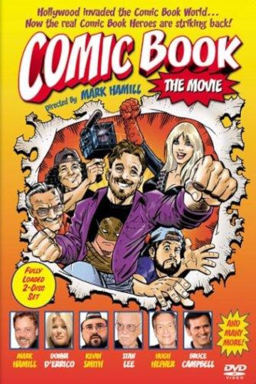 Hollywood Invaded the Comic Book World...
Now the real Comic Book Heroes are striking back!
COMIC BOOK
THE MOVIE
Directed By MARK HAMILL
FULLY
LOADED
2-DISC
SET
AND
MANY
MORE!
MARK
HAMILL
DONNA
D'ERRICO
KEVIN
SMITH
STAN
LEE
HUGH
HEFNER
BRUCE
CAMPBELL
DVD
VIDEO